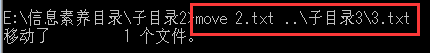 E:\信息素养目录\子目录2>move 2.txt ..\子目录3\3.txt
移动了         1 个文件。